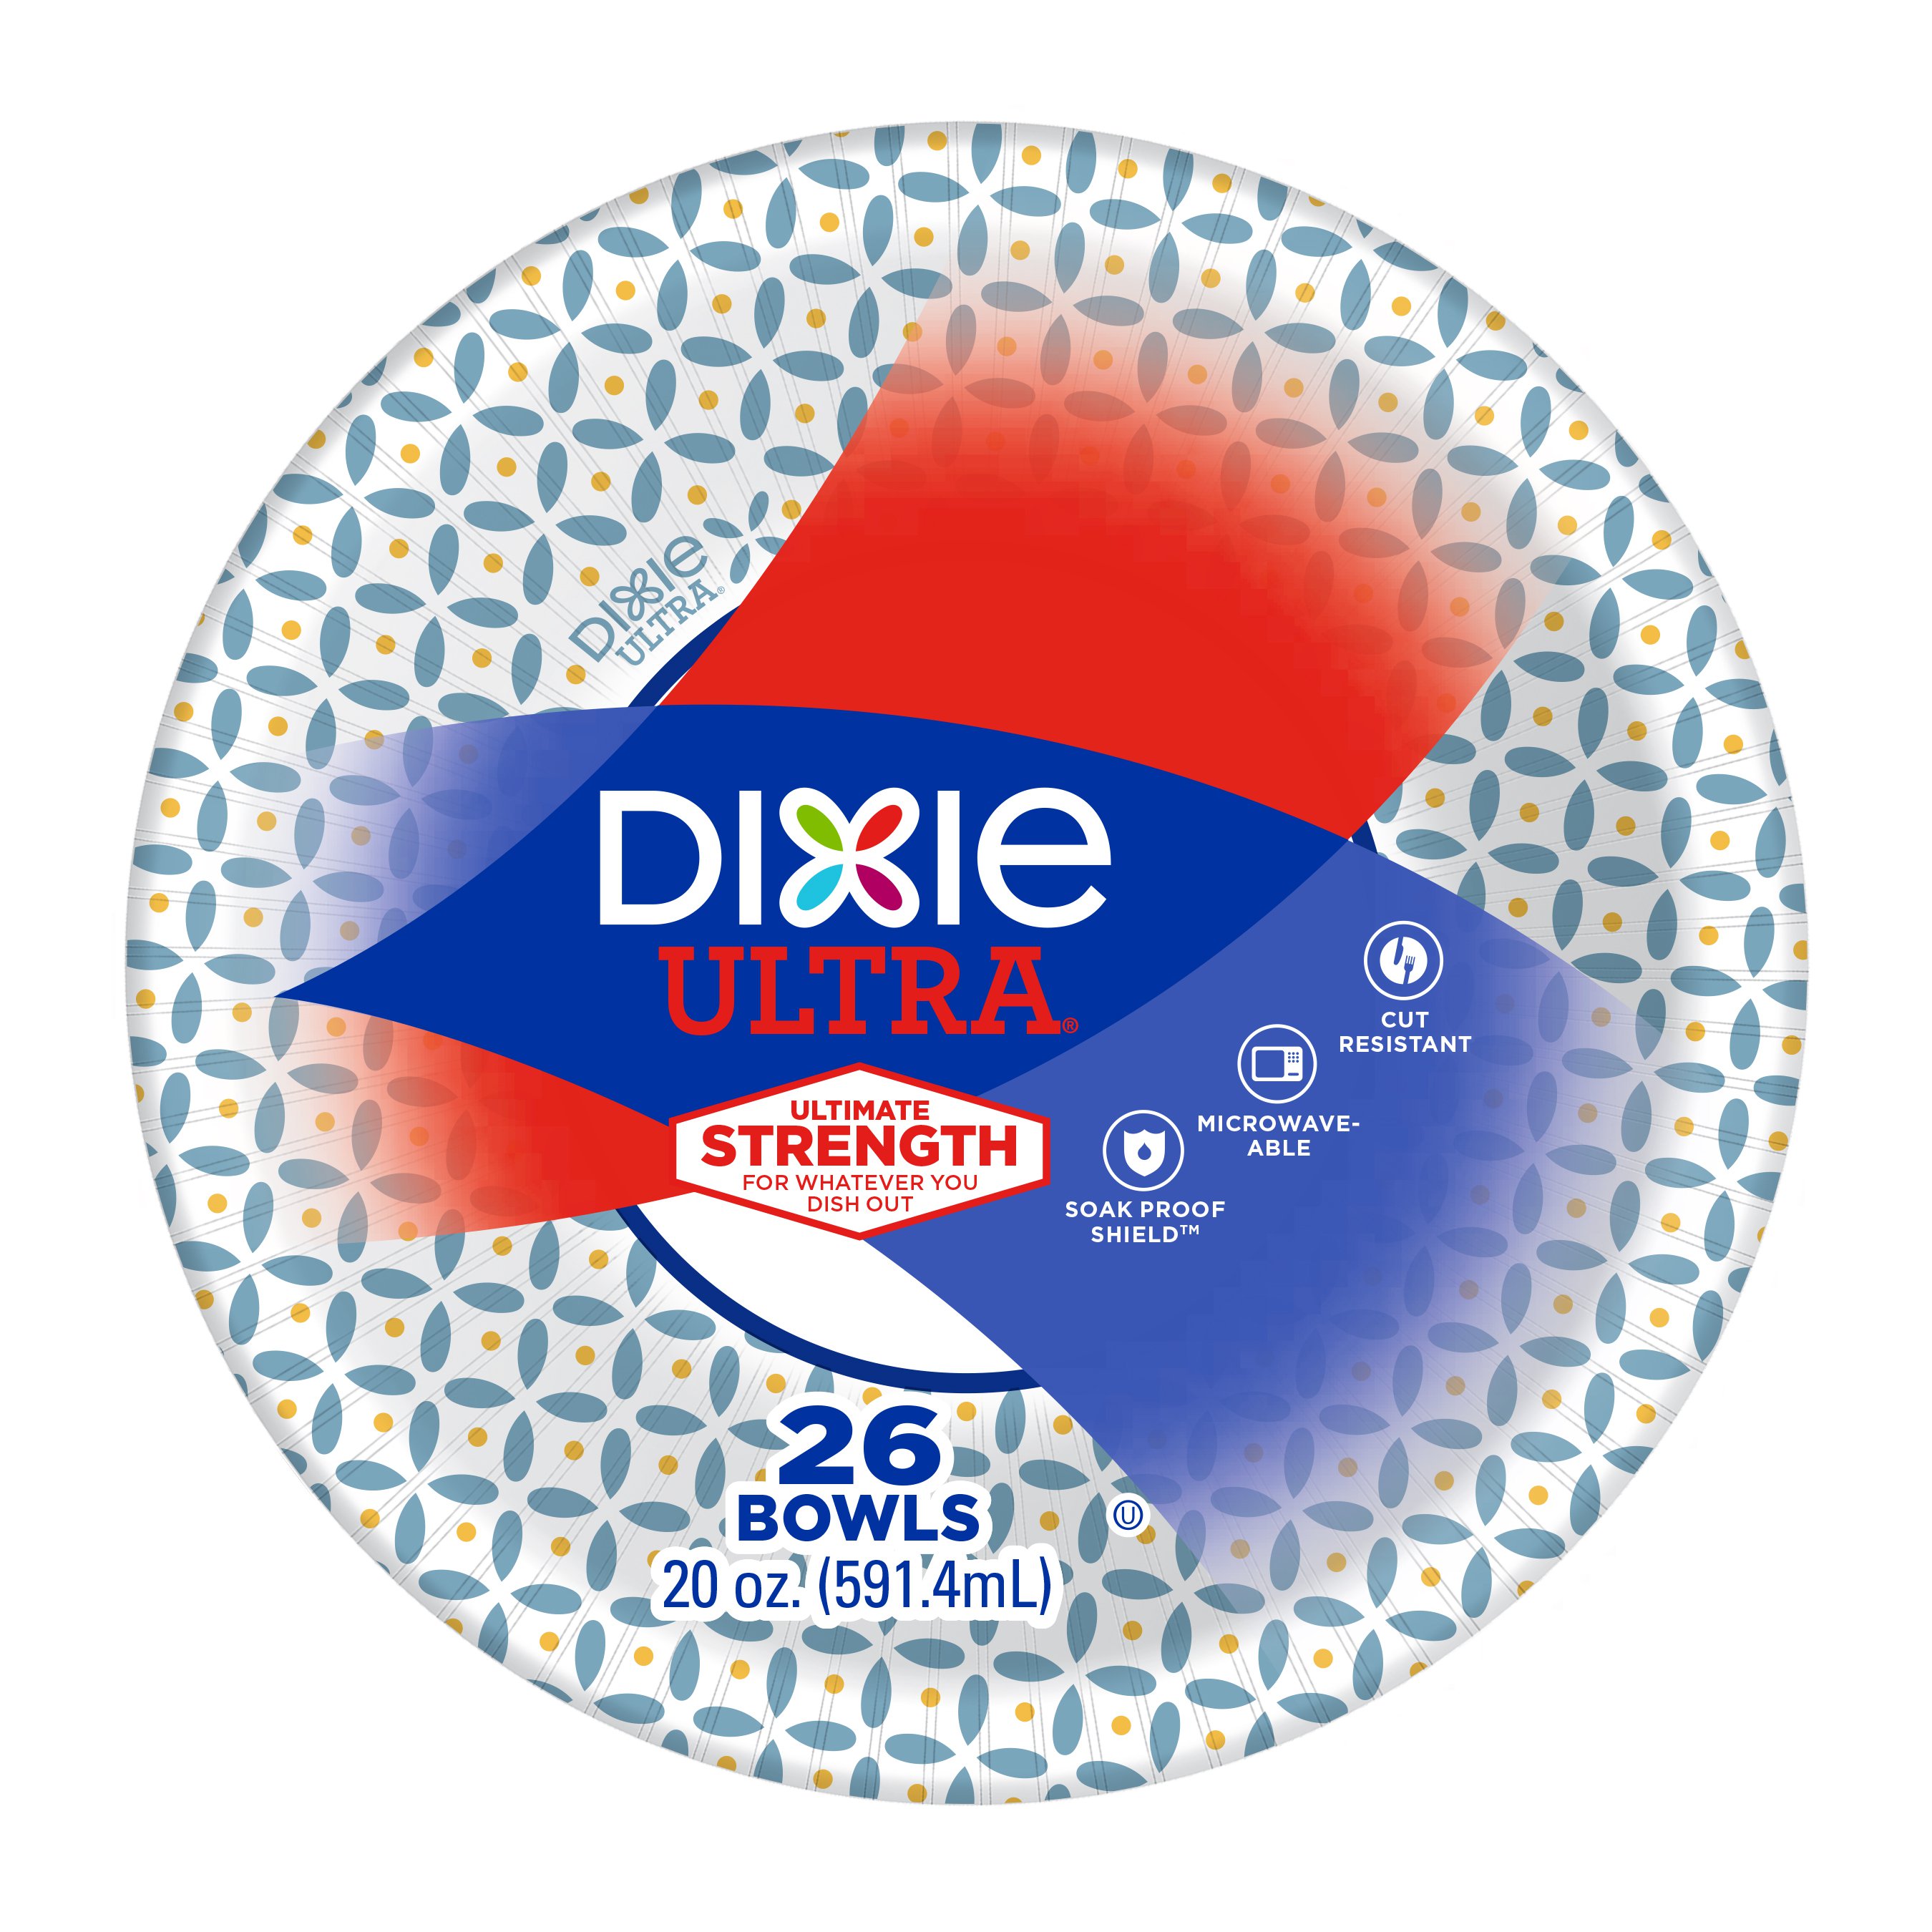 DIXIE
ULTRA®
DIXIE
ULTRA®
ULTIMATE
STRENGTH
FOR WHATEVER YOU
DISH OUT
CUT
RESISTANT
MICROWAVE-
ABLE
SOAK PROOF
SHIELD™
26
BOWLS
U
20 oz. (591.4mL)